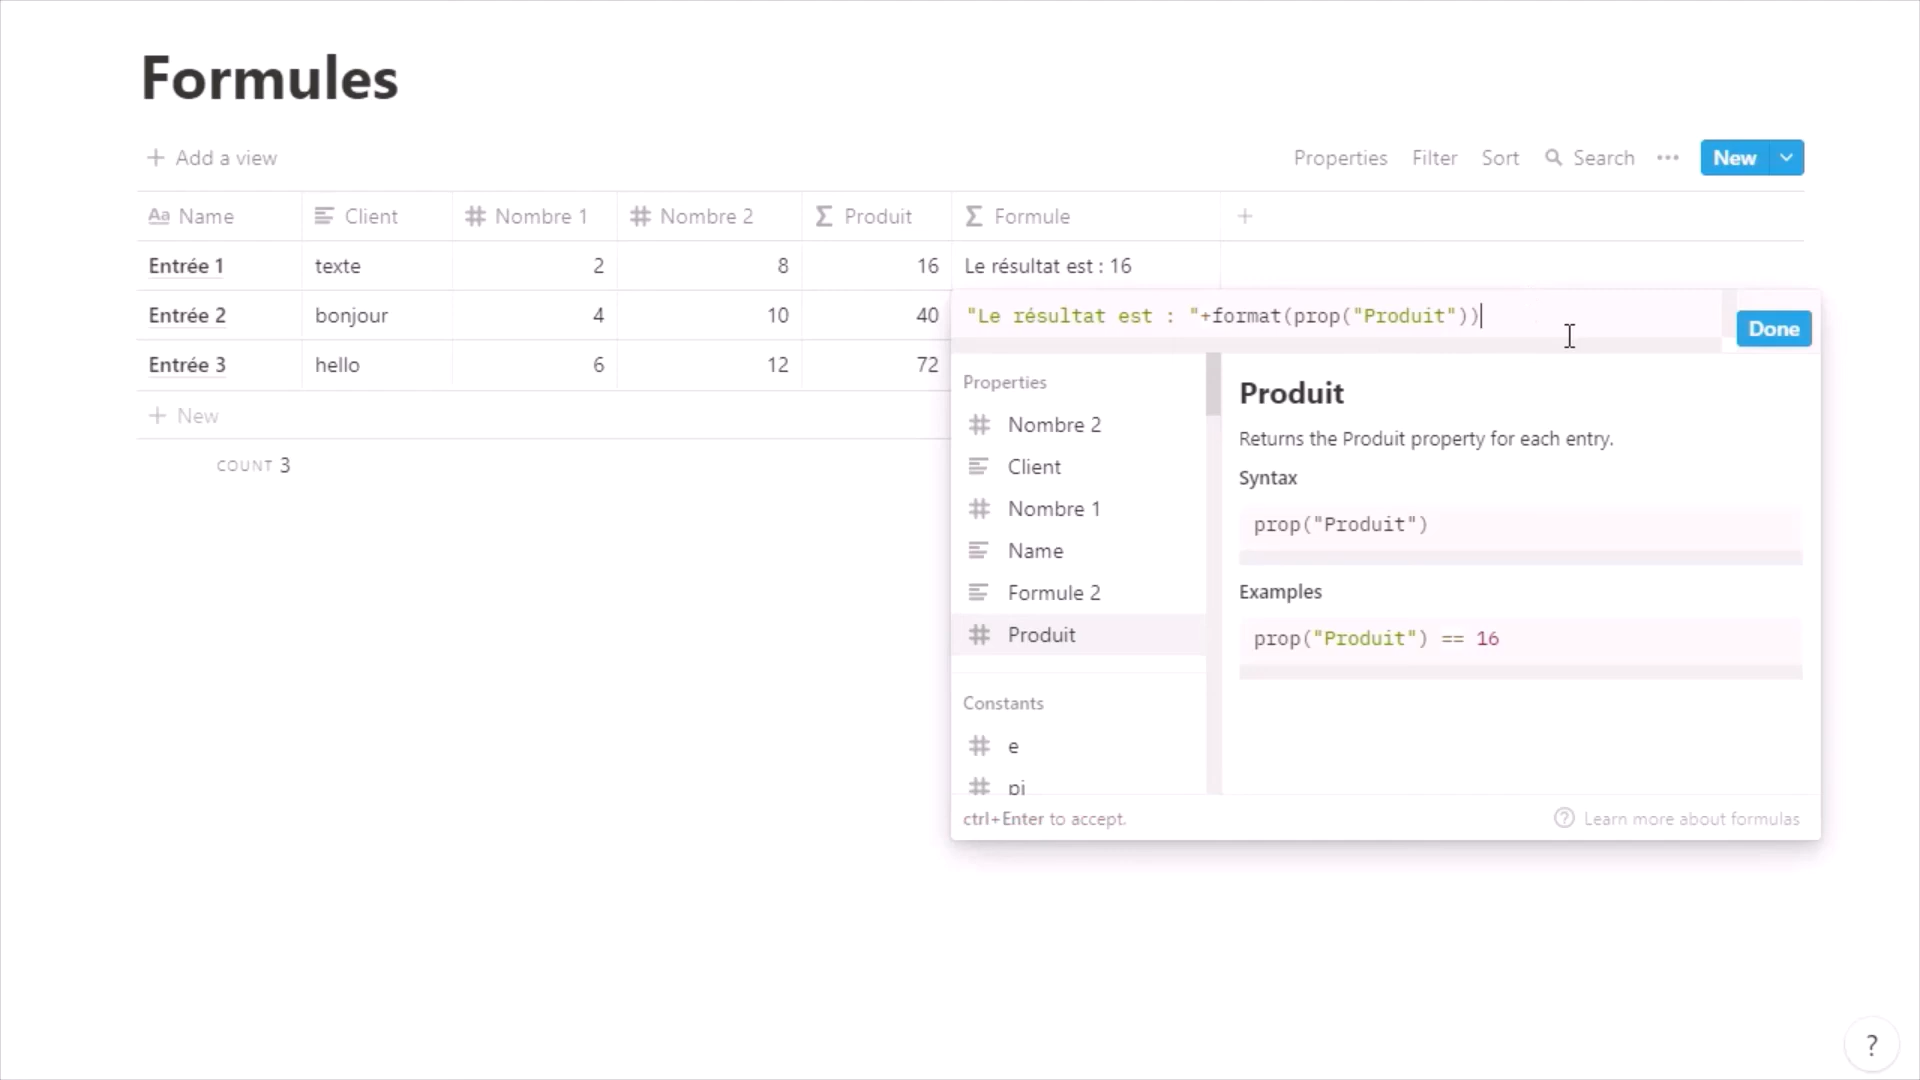 Formules
Add a view
Properties Filter Sort Search New
Aa Name Client Nombre 1 Nombre 2 Σ Produit Σ Formule
Entrée 1 texte 2 8 16 Le résultat est : 16
Entrée 2 bonjour 4 10 40
"Le résultat est : "+format(prop("Produit"))
Done
Entrée 3 hello 6 12 72
New
COUNT 3
Properties
Nombre 2
Client
Nombre 1
Name
Formule 2
Produit
Constants
e
pi
Produit
Returns the Produit property for each entry.
Syntax
prop("Produit")
Examples
prop("Produit") == 16
ctrl+Enter to accept.
? Learn more about formulas
?